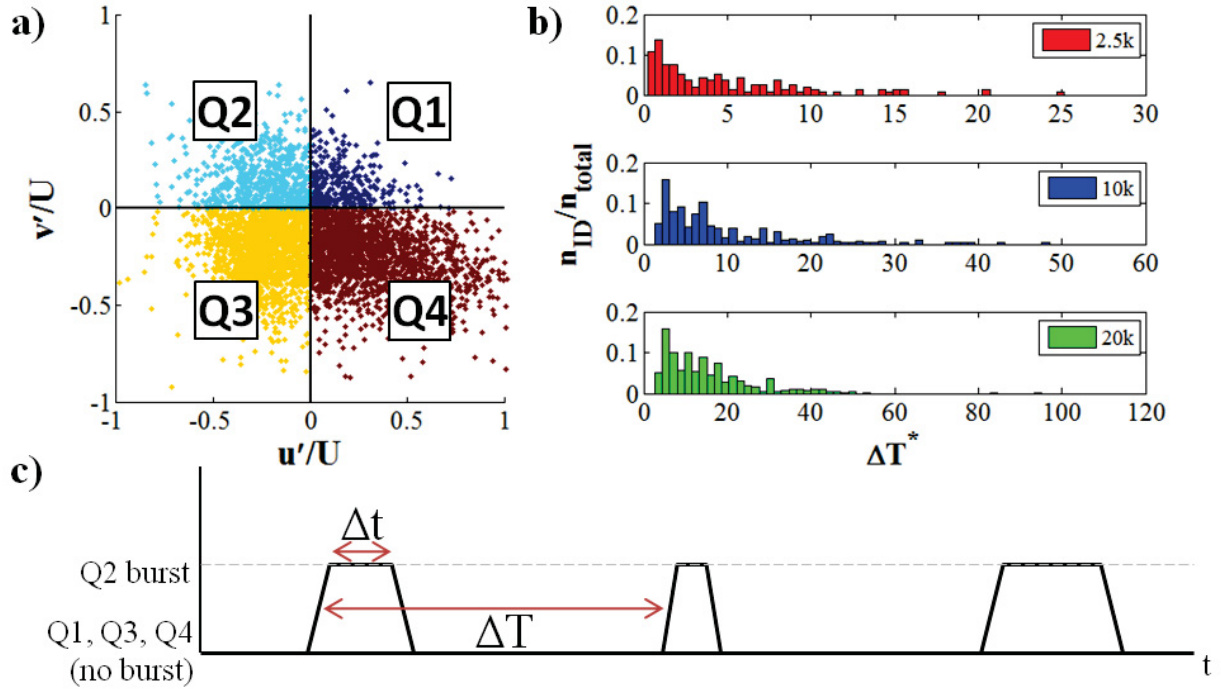 a)
1
0.5
0
-0.5
-1
-1 -0.5 0 0.5 1
v'/U
u'/U
Q2
Q1
Q3
Q4
b)
0.2
0.1
0
0 5 10 15 20 25 30
2.5k
0.2
0.1
0
0 10 20 30 40 50 60
10k
0.2
0.1
0
0 20 40 60 80 100 120
20k
n_ID/n_total
ΔT*
c)
Δt
Q2 burst
ΔT
Q1, Q3, Q4
(no burst)
t